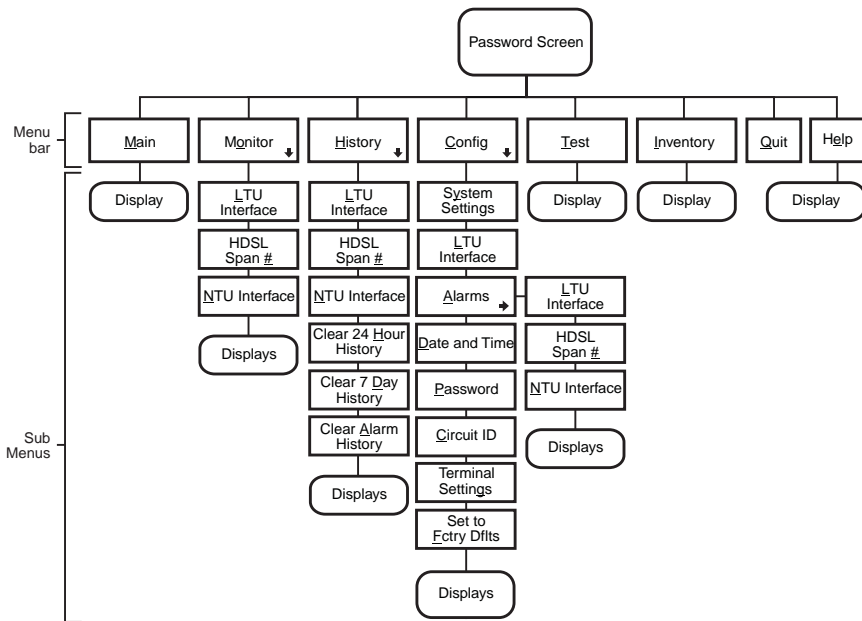 Password Screen
Menu
bar
Main
Monitor
History
Config
Test
Inventory
Quit
Help
Display
LTU
Interface
LTU
Interface
System
Settings
Display
Display
Display
HDSL
Span #
HDSL
Span #
LTU
Interface
NTU Interface
NTU Interface
Alarms
LTU
Interface
Displays
Clear 24 Hour
History
Date and Time
HDSL
Span #
Clear 7 Day
History
Password
NTU Interface
Sub
Menus
Clear Alarm
History
Circuit ID
Displays
Displays
Terminal
Settings
Set to
Fctry Dflts
Displays